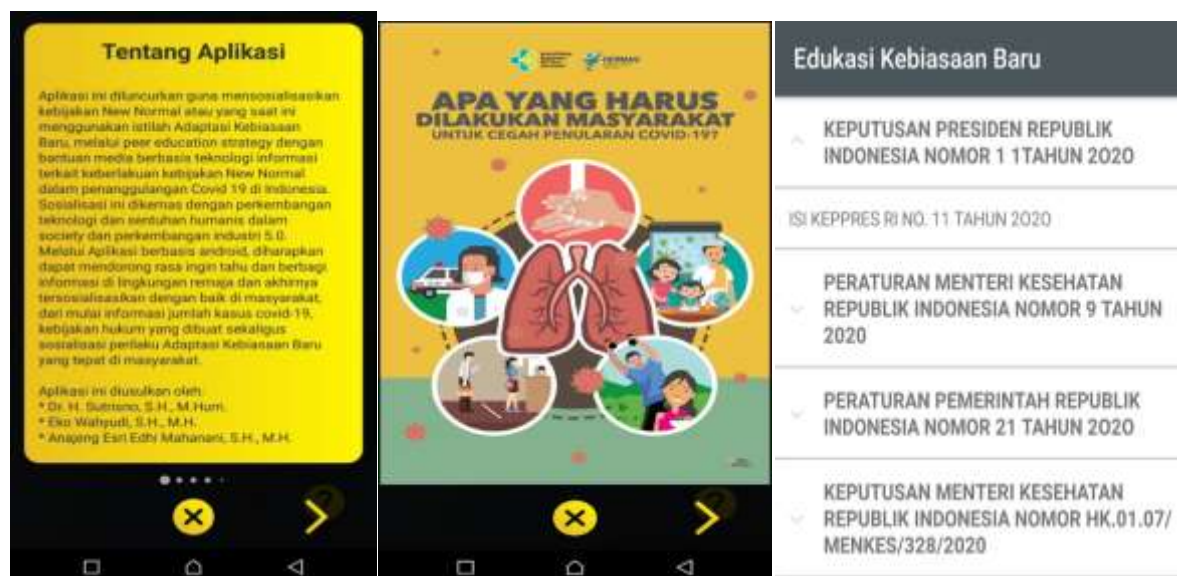 Tentang Aplikasi
Aplikasi ini diluncurkan guna mensosialisasikan
kebijakan New Normal atau yang saat ini
menggunakan istilah Adaptasi Kebiasaan
Baru, melalui peer education strategy dengan
bantuan media berbasis teknologi informasi
terkait keberlakuan kebijakan New Normal
dalam penanggulangan Covid 19 di Indonesia.
Sosialisasi ini dikemas dengan perkembangan
teknologi dan sentuhan humanis dalam
society dan perkembangan industri 5.0.
Melalui Aplikasi berbasis android, diharapkan
dapat mendorong rasa ingin tahu dan berbagi
informasi di lingkungan remaja dan akhirnya
tersosialisasikan dengan baik di masyarakat,
dari mulai informasi jumlah kasus covid-19,
kebijakan hukum yang dibuat sekaligus
sosialisasi perilaku Adaptasi Kebiasaan Baru
yang tepat di masyarakat.
Aplikasi ini diusulkan oleh:
* Dr. H. Sutrisno, S.H., M.Hum.
* Eko Wahyudi, S.H., M.H.
* Anajeng Esri Edhi Mahanani, S.H., M.H.
APA YANG HARUS
DILAKUKAN MASYARAKAT
UNTUK CEGAH PENULARAN COVID-19?
Edukasi Kebiasaan Baru
KEPUTUSAN PRESIDEN REPUBLIK
INDONESIA NOMOR 1 1TAHUN 2020
ISI KEPPRES RI NO. 11 TAHUN 2020
PERATURAN MENTERI KESEHATAN
REPUBLIK INDONESIA NOMOR 9 TAHUN
2020
PERATURAN PEMERINTAH REPUBLIK
INDONESIA NOMOR 21 TAHUN 2020
KEPUTUSAN MENTERI KESEHATAN
REPUBLIK INDONESIA NOMOR HK.01.07/
MENKES/328/2020